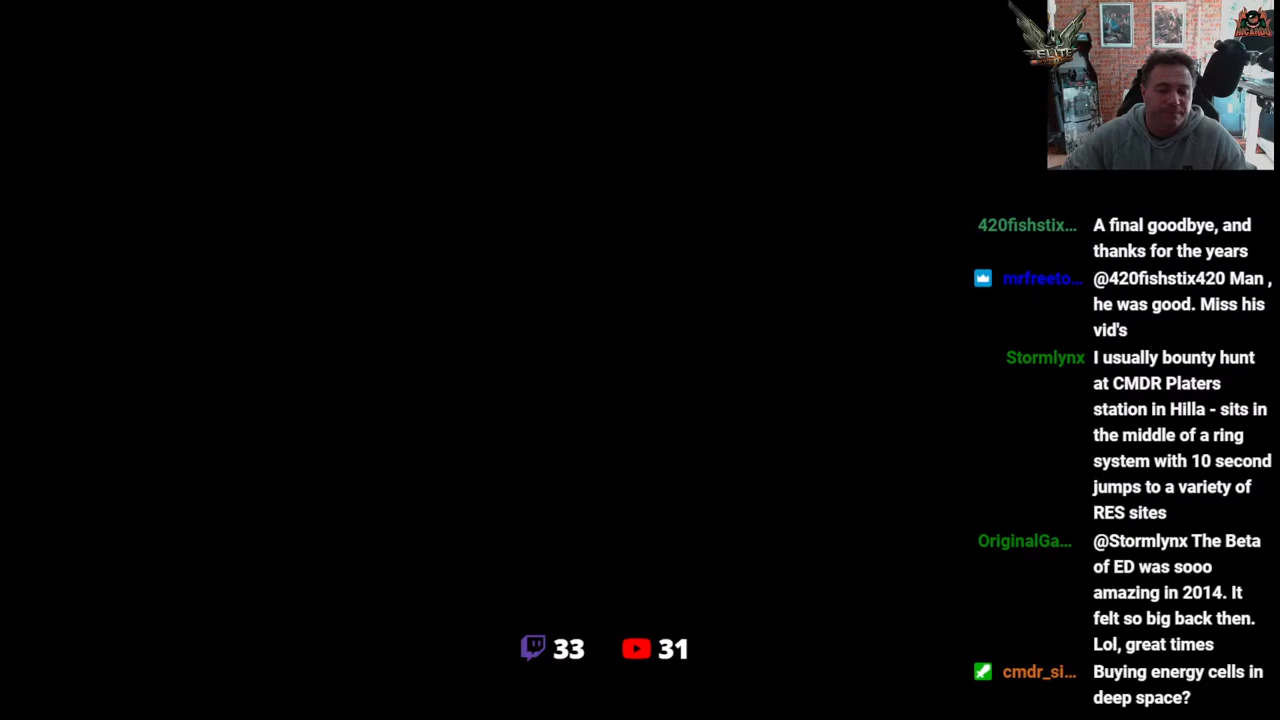 ELITE
RICARDO
420fishstix… A final goodbye, and
thanks for the years
mrfreeto… @420fishstix420 Man ,
he was good. Miss his
vid's
Stormlynx I usually bounty hunt
at CMDR Platers
station in Hilla - sits in
the middle of a ring
system with 10 second
jumps to a variety of
RES sites
OriginalGa… @Stormlynx The Beta
of ED was sooo
amazing in 2014. It
felt so big back then.
Lol, great times
cmdr_si… Buying energy cells in
deep space?
33 31